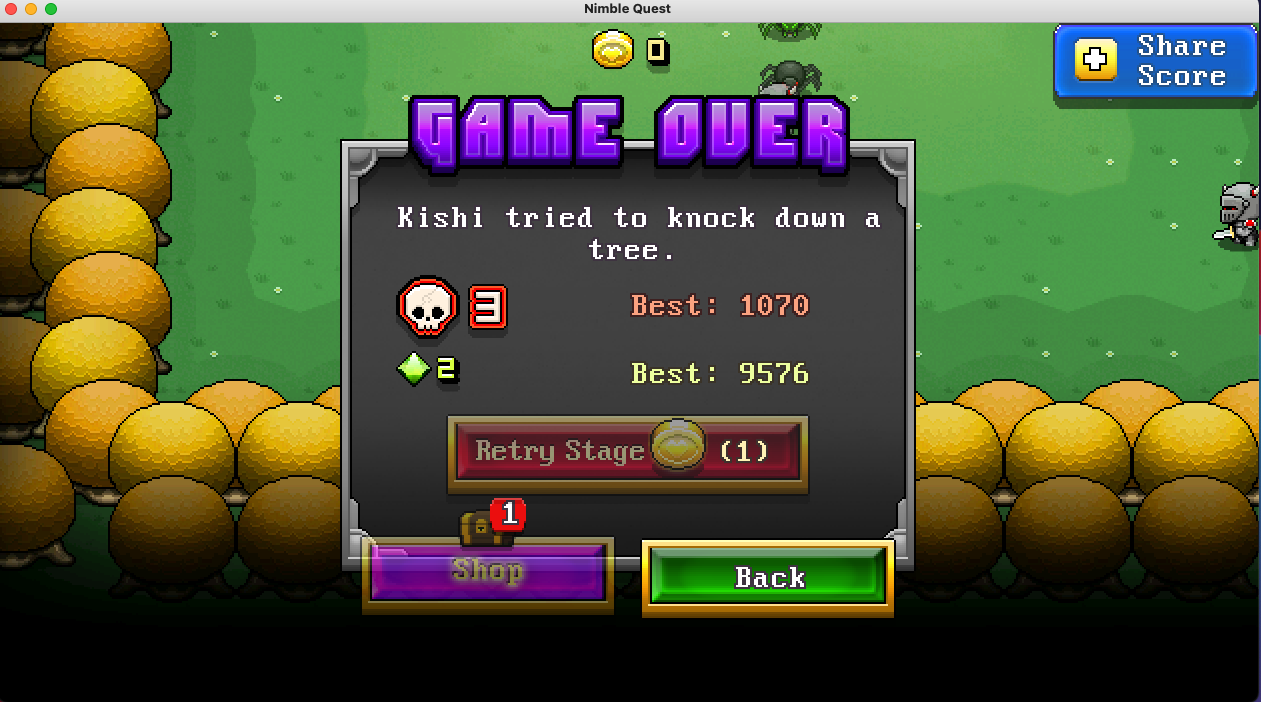 Nimble Quest
0
Share
Score
GAME OVER
Kishi tried to knock down a
tree.
3
Best: 1070
2
Best: 9576
Retry Stage (1)
1
Shop
Back